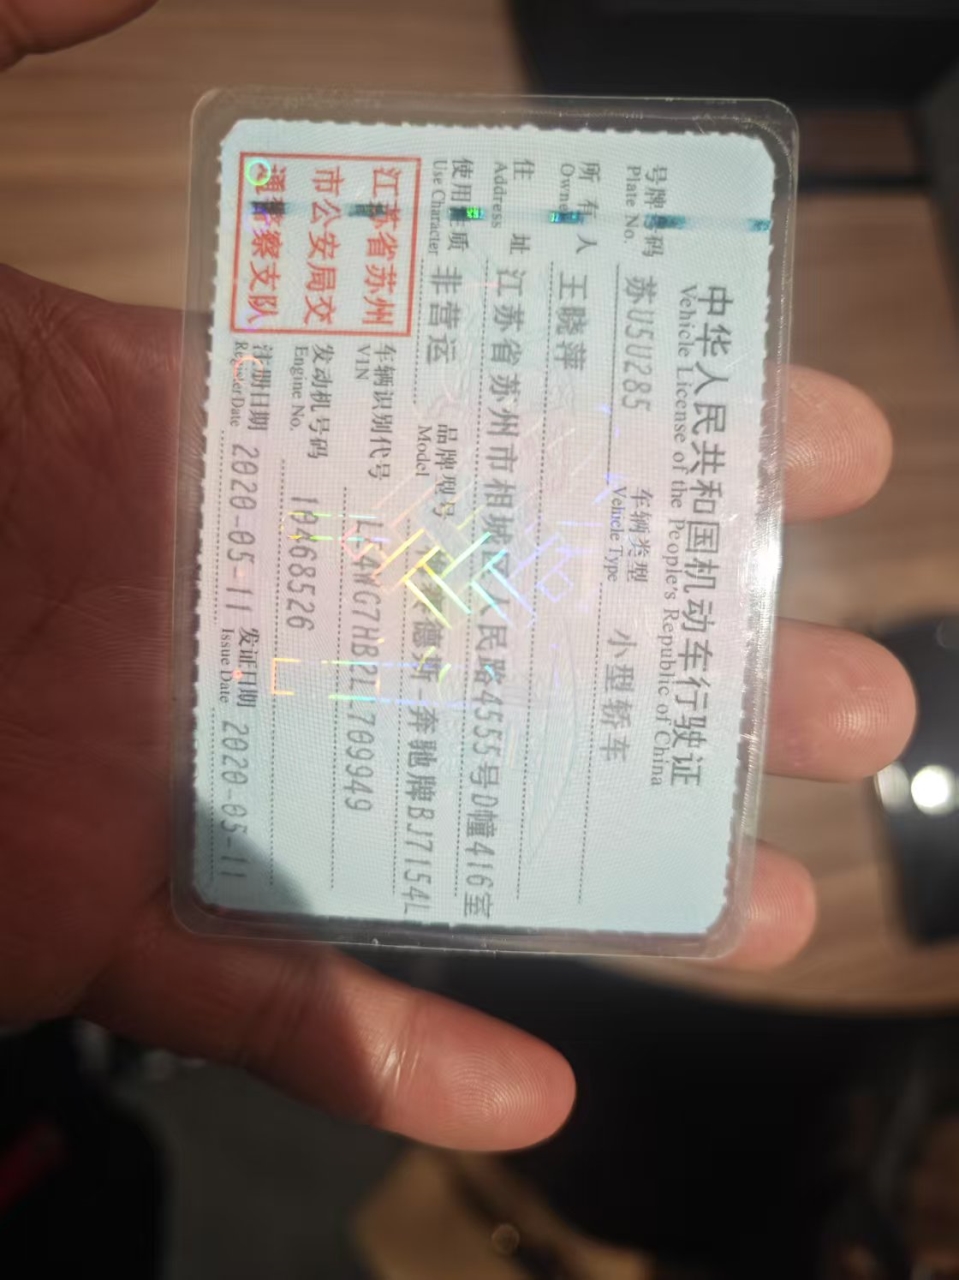 中华人民共和国机动车行驶证
Vehicle License of the People's Republic of China
号牌号码 苏U5U285 车辆类型 小型轿车
Plate No. Vehicle Type
所有人 王晓萍
Owner
住址 江苏省苏州市相城区人民路4555号D幢416室
Address
使用性质 非营运 品牌型号 德斯-奔驰牌BJ7154L
Use Character Model
江苏省苏州
市公安局交
通警察支队
车辆识别代号 WG7HB2LL709949
VIN
发动机号码 10468526
Engine No.
注册日期 2020-05-11 发证日期 2020-05-11
Register Date Issue Date